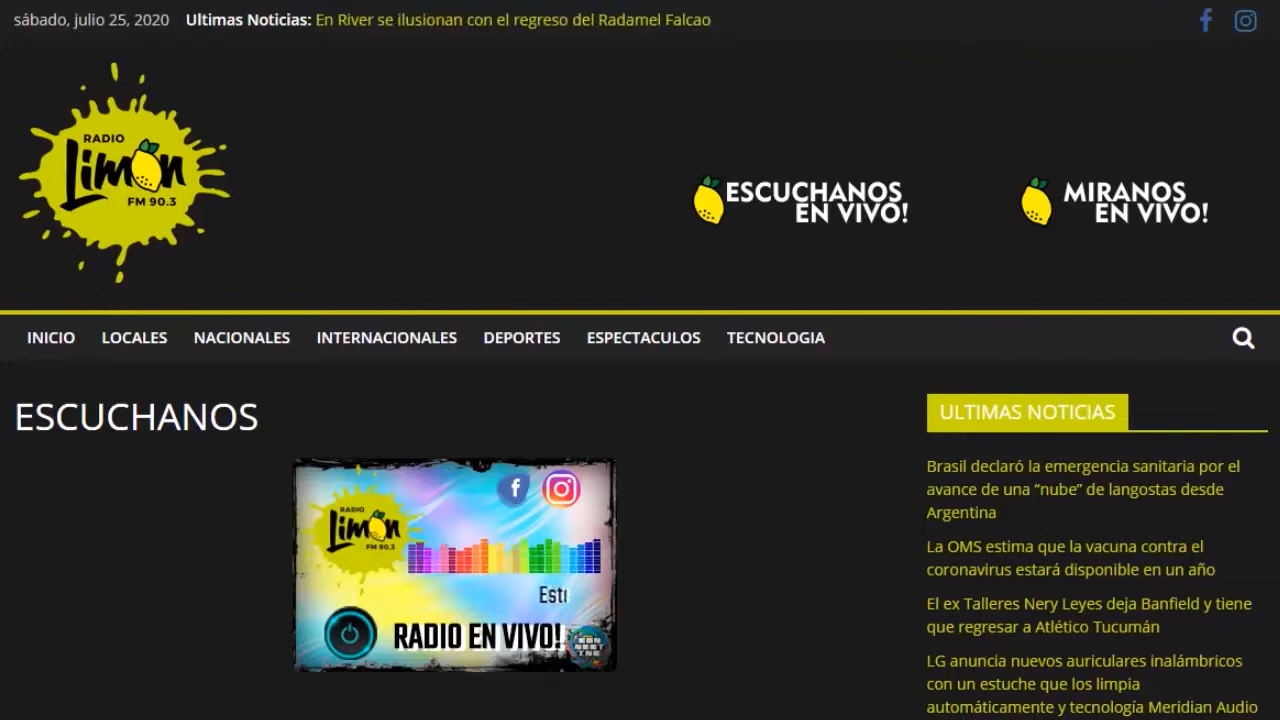 sábado, julio 25, 2020 Ultimas Noticias: En River se ilusionan con el regreso del Radamel Falcao
RADIO
Limón
FM 90.3
ESCUCHANOS
EN VIVO!
MIRANOS
EN VIVO!
INICIO LOCALES NACIONALES INTERNACIONALES DEPORTES ESPECTACULOS TECNOLOGIA
ESCUCHANOS
RADIO
Limón
FM 90.3
Est
RADIO EN VIVO!
ULTIMAS NOTICIAS
Brasil declaró la emergencia sanitaria por el
avance de una “nube” de langostas desde
Argentina
La OMS estima que la vacuna contra el
coronavirus estará disponible en un año
El ex Talleres Nery Leyes deja Banfield y tiene
que regresar a Atlético Tucumán
LG anuncia nuevos auriculares inalámbricos
con un estuche que los limpia
automáticamente y tecnología Meridian Audio